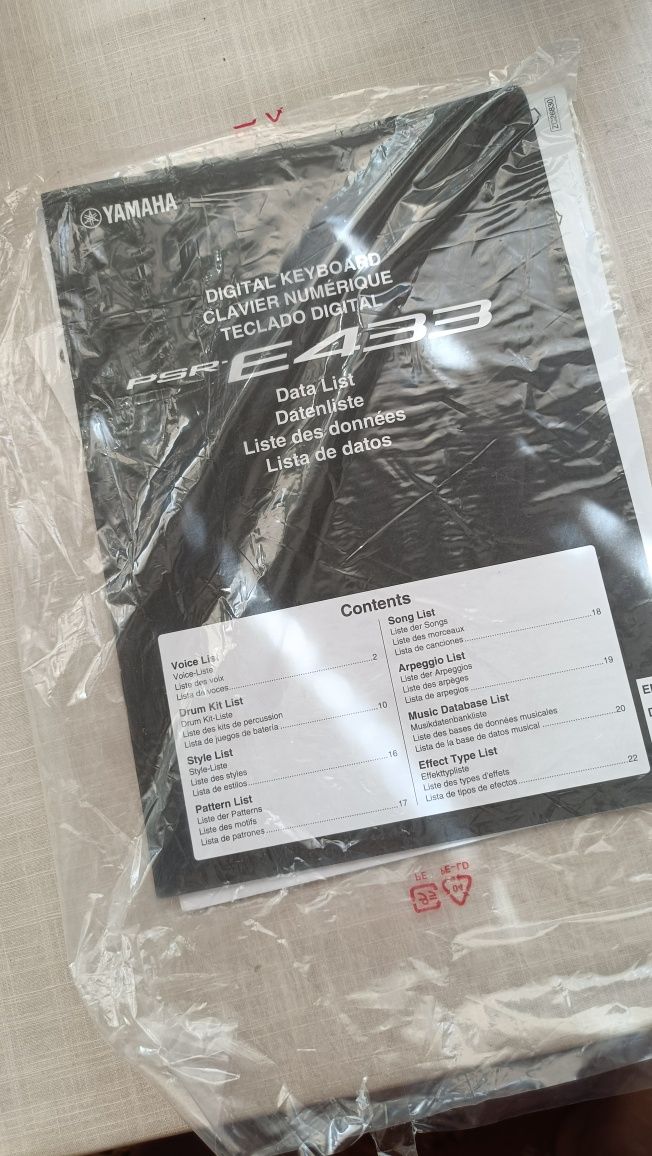 ZC26830
YAMAHA
DIGITAL KEYBOARD
CLAVIER NUMÉRIQUE
TECLADO DIGITAL
PSR-E433
Data List
Datenliste
Liste des données
Lista de datos
Contents
Voice List
Voice-Liste
Liste des voix
Lista de voces 2
Drum Kit List
Drum Kit-Liste
Liste des kits de percussion
Lista de juegos de batería 10
Style List
Style-Liste
Liste des styles
Lista de estilos 16
Pattern List
Liste der Patterns
Liste des motifs
Lista de patrones 17
Song List
Liste der Songs
Liste des morceaux
Lista de canciones 18
Arpeggio List
Liste der Arpeggios
Liste des arpèges
Lista de arpegios 19
Music Database List
Musikdatenbankliste
Liste des bases de données musicales
Lista de la base de datos musical 20
Effect Type List
Effekttypliste
Liste des types d'effets
Lista de tipos de efectos 22
PE PE-LD
04